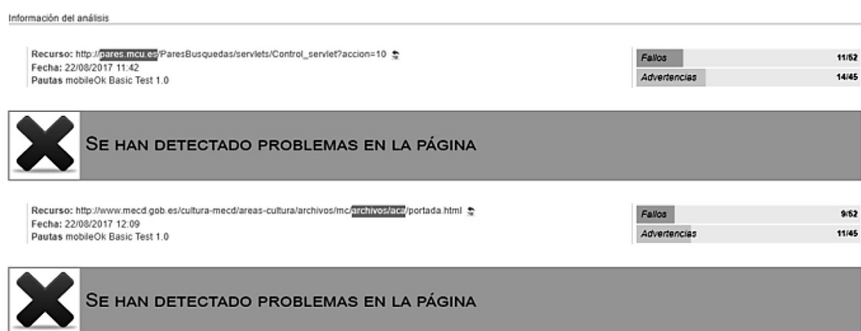 Información del análisis
Recurso: http://pares.mcu.es/ParesBusquedas/servlets/Control_servlet?accion=10
Fallos 11/52
Fecha: 22/08/2017 11:42
Advertencias 14/45
Pautas mobileOk Basic Test 1.0
SE HAN DETECTADO PROBLEMAS EN LA PÁGINA
Recurso: http://www.mecd.gob.es/cultura-mecd/areas-cultura/archivos/mc/archivos/aca/portada.html
Fallos 9/52
Fecha: 22/08/2017 12:09
Advertencias 11/45
Pautas mobileOk Basic Test 1.0
SE HAN DETECTADO PROBLEMAS EN LA PÁGINA